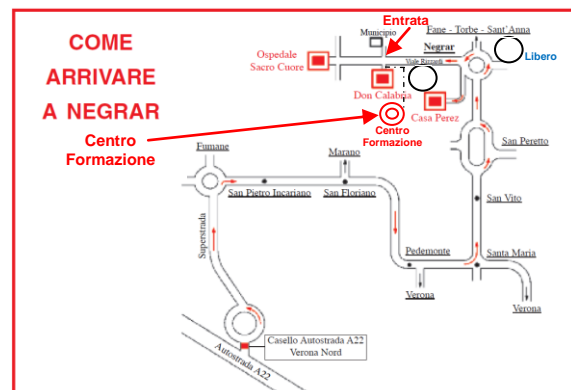 COME
ARRIVARE
A NEGRAR
Centro
Formazione
Entrata
Municipio
Fane - Torbe - Sant'Anna
Negrar
Libero
Ospedale
Sacro Cuore
Viale Rizzardi
Don Calabria
Casa Perez
Centro
Formazione
San Peretto
Fumane
Marano
San Pietro Incariano
San Floriano
San Vito
Superstrada
Pedemonte
Santa Maria
Verona
Verona
Casello Autostrada A22
Verona Nord
Autostrada A22